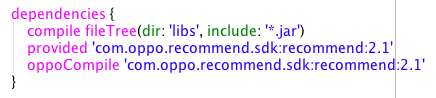 dependencies {
    compile fileTree(dir: 'libs', include: '*.jar')
    provided 'com.oppo.recommend.sdk:recommend:2.1'
    oppoCompile 'com.oppo.recommend.sdk:recommend:2.1'
}